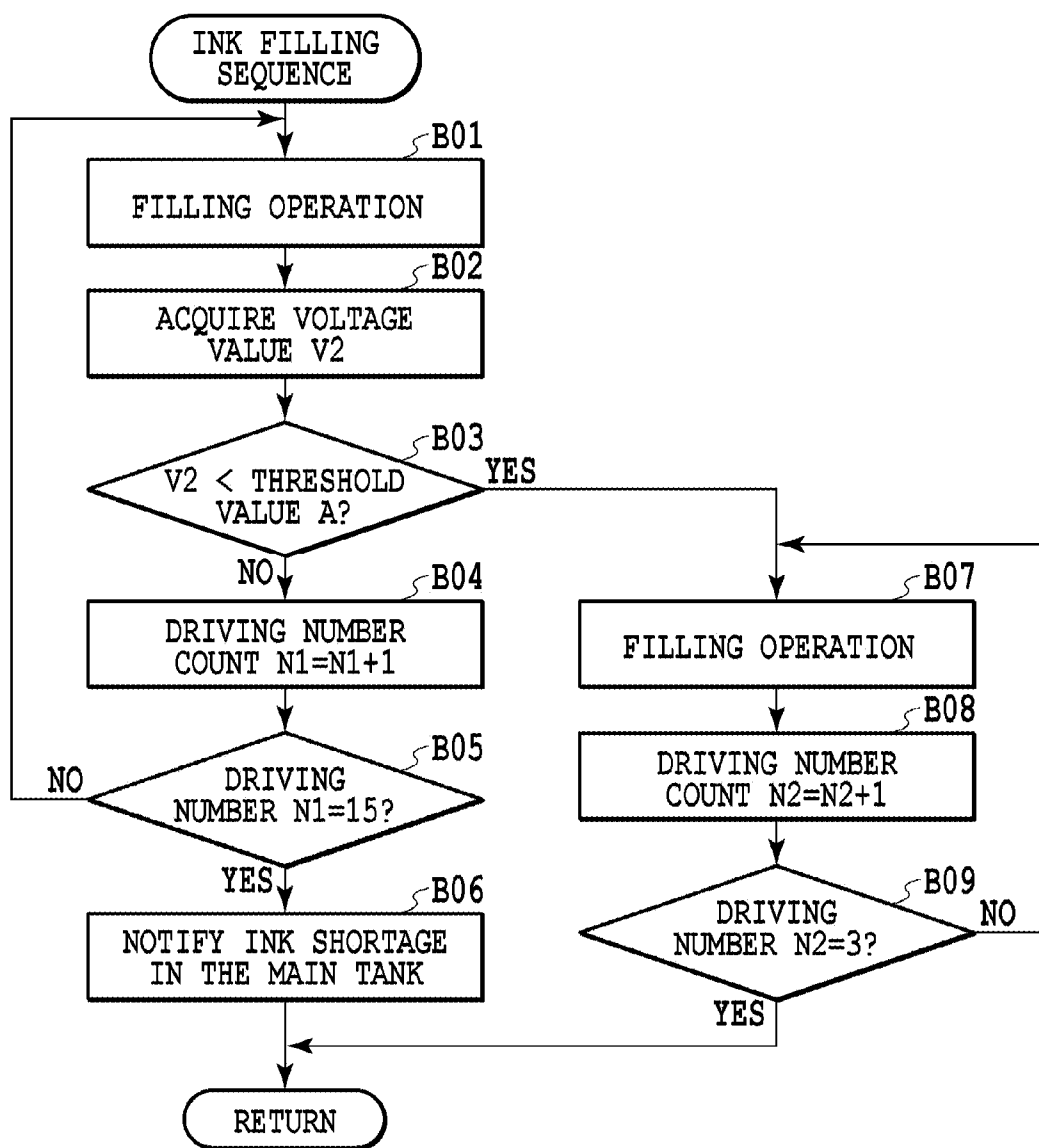 INK FILLING
SEQUENCE
B01
FILLING OPERATION
B02
ACQUIRE VOLTAGE
VALUE V2
B03
V2 < THRESHOLD
VALUE A?
YES
NO
B04
DRIVING NUMBER
COUNT N1=N1+1
B05
DRIVING
NUMBER N1=15?
NO
YES
B06
NOTIFY INK SHORTAGE
IN THE MAIN TANK
B07
FILLING OPERATION
B08
DRIVING NUMBER
COUNT N2=N2+1
B09
DRIVING
NUMBER N2=3?
NO
YES
RETURN